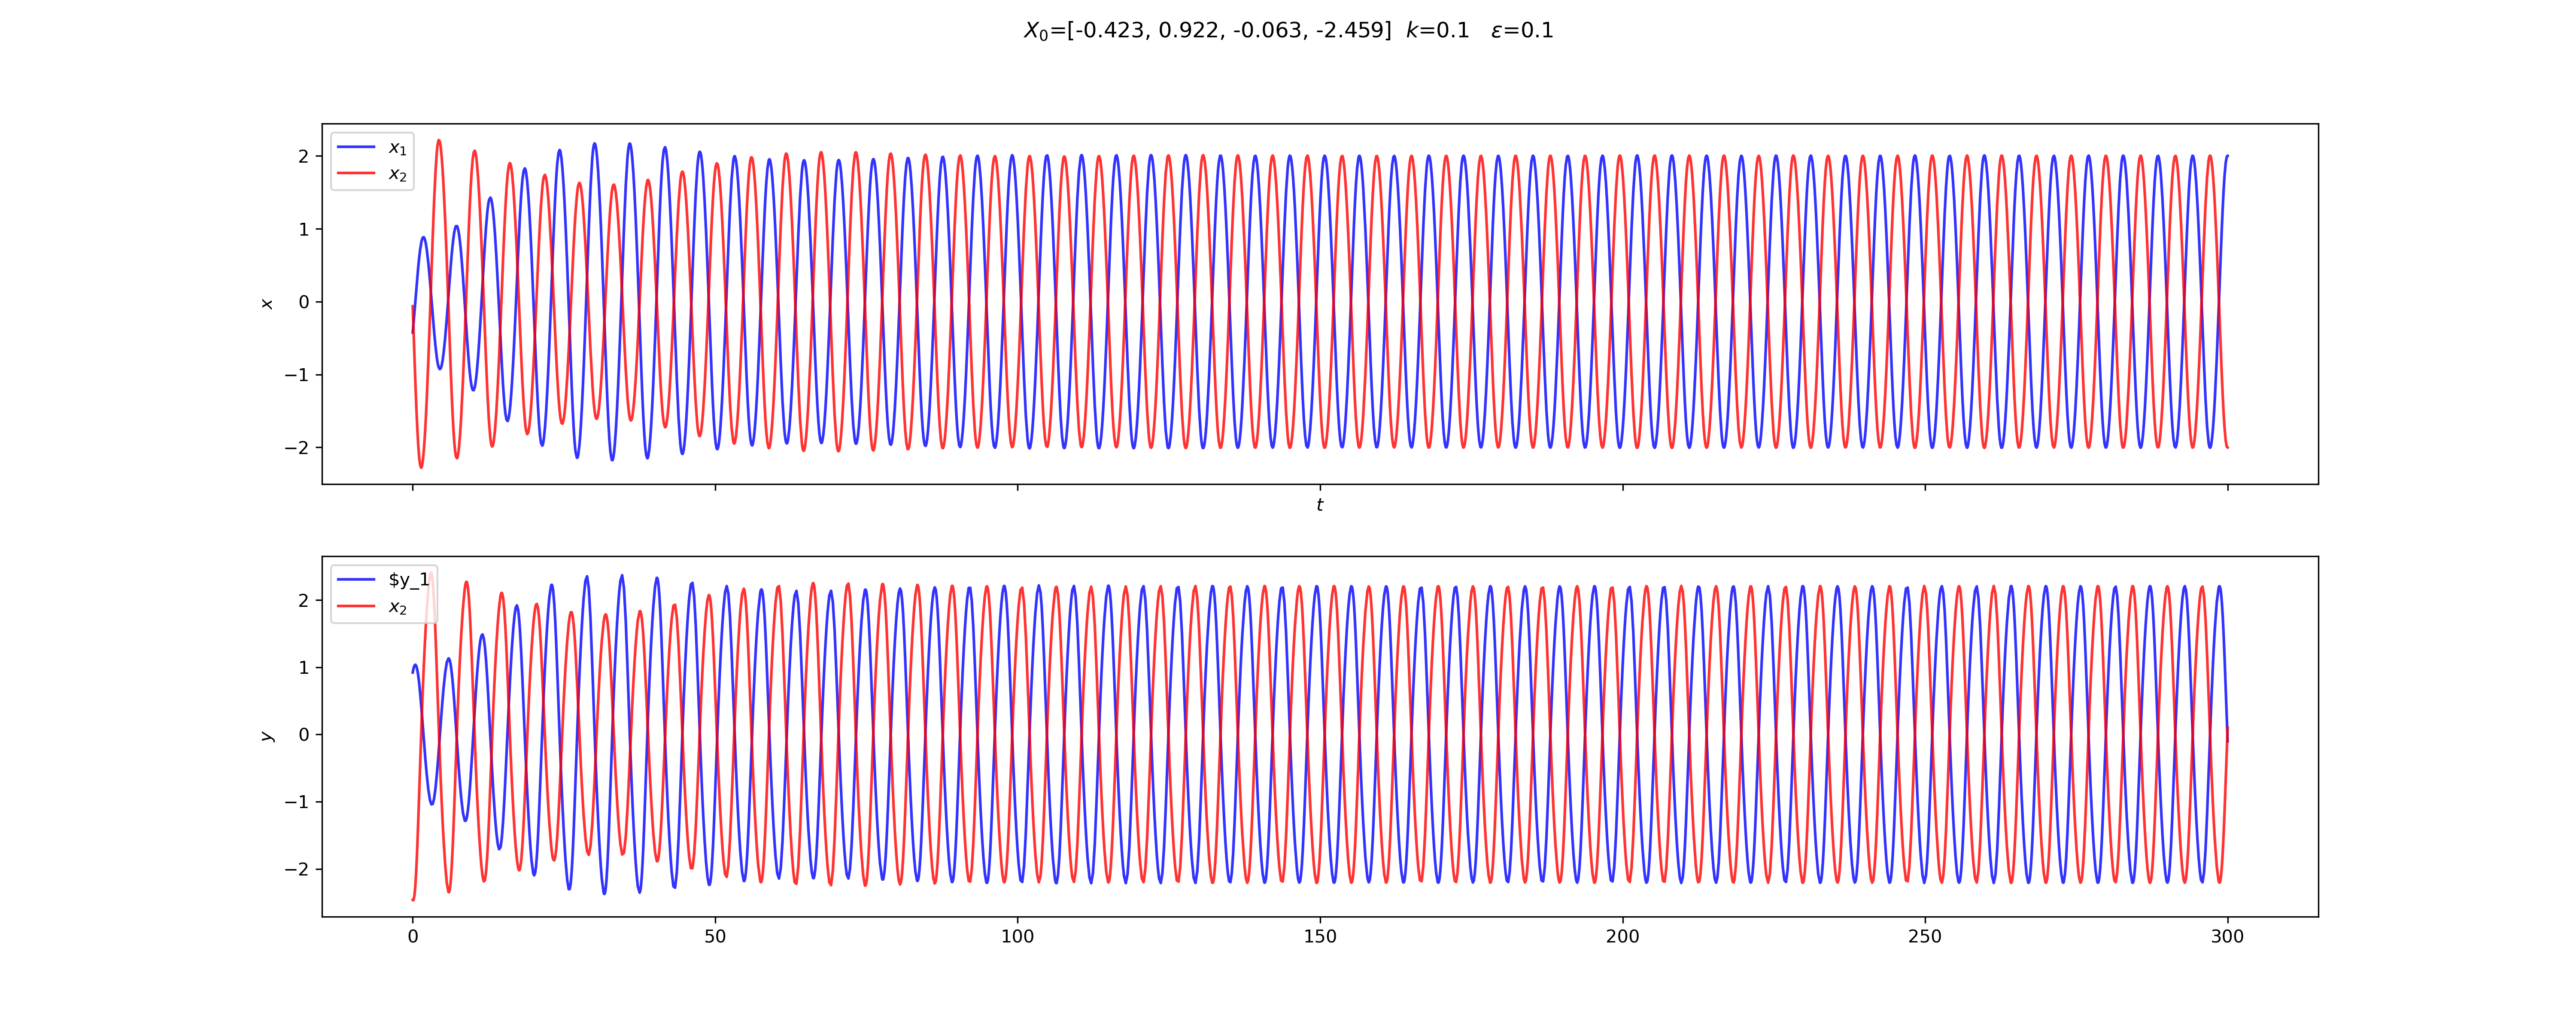 X₀=[-0.423, 0.922, -0.063, -2.459] k=0.1 ε=0.1
x₁
x₂
2
1
0
−1
−2
x
t
$y_1
x₂
2
1
0
−1
−2
y
0 50 100 150 200 250 300